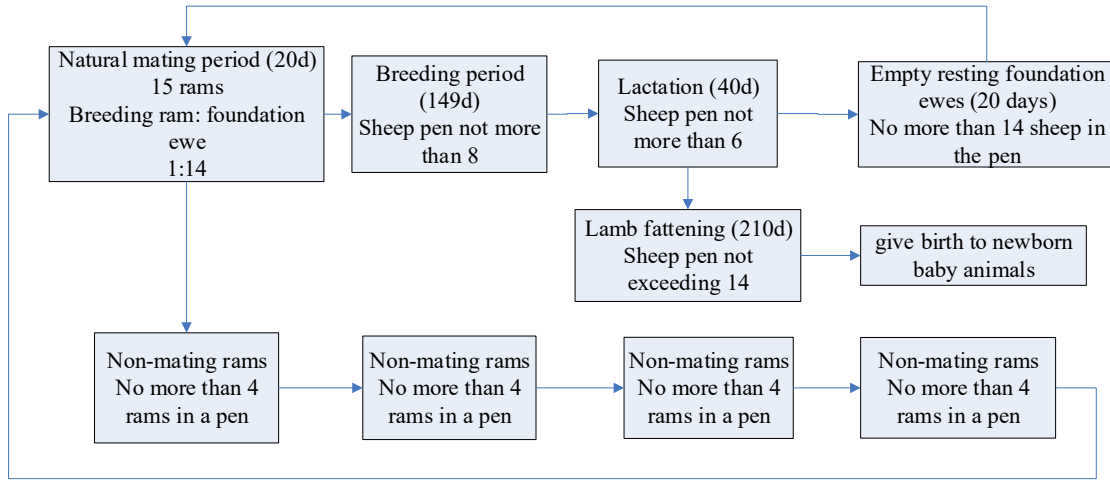 Natural mating period (20d)
15 rams
Breeding ram: foundation
ewe
1:14
Breeding period
(149d)
Sheep pen not more
than 8
Lactation (40d)
Sheep pen not
more than 6
Empty resting foundation
ewes (20 days)
No more than 14 sheep in
the pen
Lamb fattening (210d)
Sheep pen not
exceeding 14
give birth to newborn
baby animals
Non-mating rams
No more than 4
rams in a pen
Non-mating rams
No more than 4
rams in a pen
Non-mating rams
No more than 4
rams in a pen
Non-mating rams
No more than 4
rams in a pen